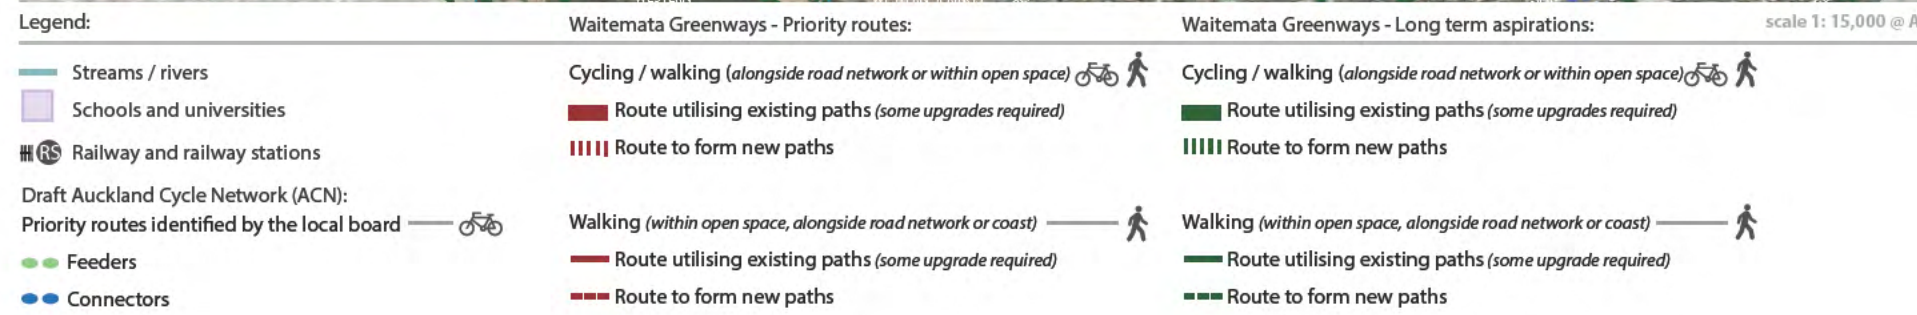 Legend:
Streams / rivers
Schools and universities
RS Railway and railway stations
Draft Auckland Cycle Network (ACN):
Priority routes identified by the local board
Feeders
Connectors
Waitemata Greenways - Priority routes:
Cycling / walking (alongside road network or within open space)
Route utilising existing paths (some upgrades required)
Route to form new paths
Walking (within open space, alongside road network or coast)
Route utilising existing paths (some upgrade required)
Route to form new paths
Waitemata Greenways - Long term aspirations:
Cycling / walking (alongside road network or within open space)
Route utilising existing paths (some upgrades required)
Route to form new paths
Walking (within open space, alongside road network or coast)
Route utilising existing paths (some upgrade required)
Route to form new paths
scale 1: 15,000 @ A